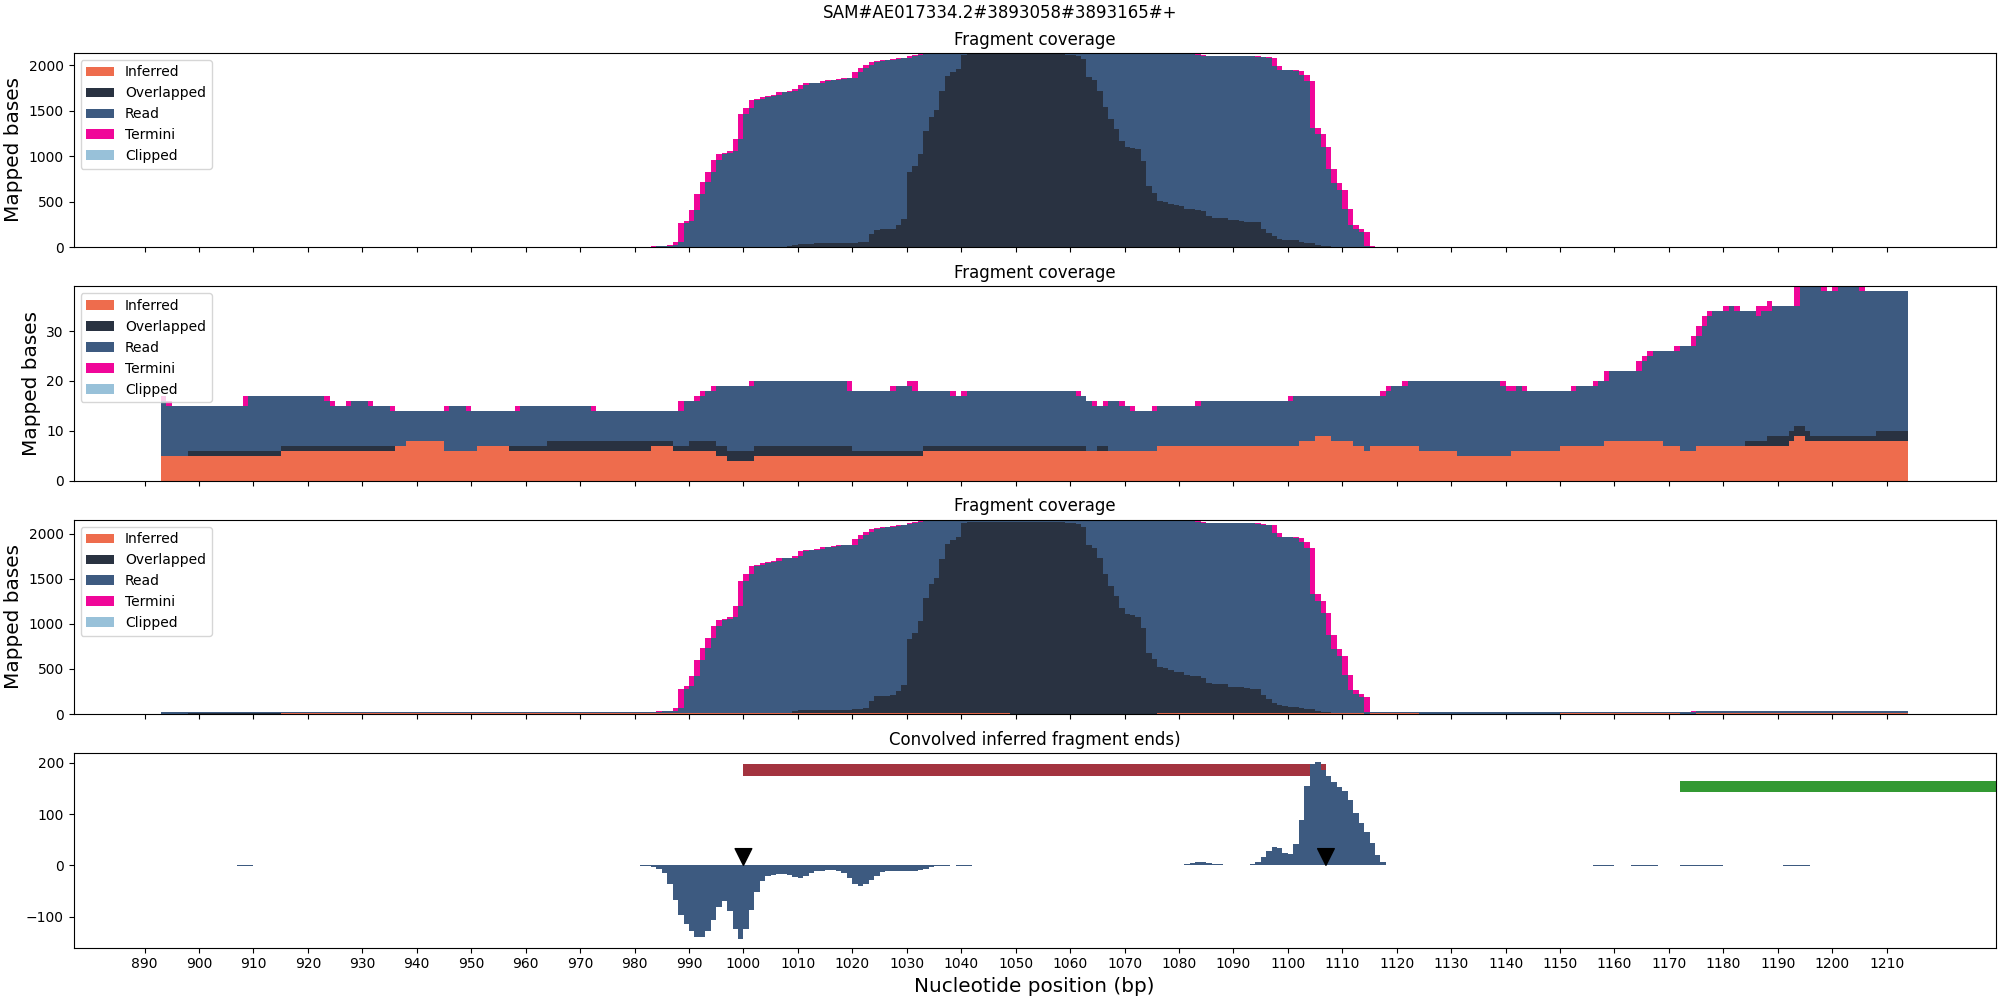 SAM#AE017334.2#3893058#3893165#+
Fragment coverage
Mapped bases
2000
1500
1000
500
0
Inferred
Overlapped
Read
Termini
Clipped
Fragment coverage
Mapped bases
30
20
10
0
Inferred
Overlapped
Read
Termini
Clipped
Fragment coverage
Mapped bases
2000
1500
1000
500
0
Inferred
Overlapped
Read
Termini
Clipped
Convolved inferred fragment ends)
200
100
0
−100
890 900 910 920 930 940 950 960 970 980 990 1000 1010 1020 1030 1040 1050 1060 1070 1080 1090 1100 1110 1120 1130 1140 1150 1160 1170 1180 1190 1200 1210
Nucleotide position (bp)